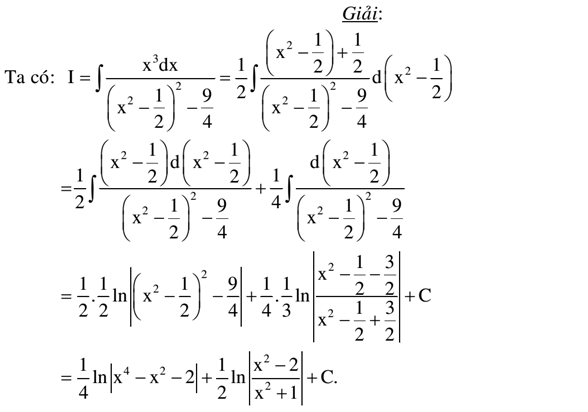 Giải:
Ta có: I = ∫ x³dx / ((x² − 1/2)² − 9/4) = 1/2 ∫ ((x² − 1/2) + 1/2) / ((x² − 1/2)² − 9/4) d(x² − 1/2)
= 1/2 ∫ (x² − 1/2)d(x² − 1/2) / ((x² − 1/2)² − 9/4) + 1/4 ∫ d(x² − 1/2) / ((x² − 1/2)² − 9/4)
= 1/2 . 1/2 ln|(x² − 1/2)² − 9/4| + 1/4 . 1/3 ln|(x² − 1/2 − 3/2) / (x² − 1/2 + 3/2)| + C
= 1/4 ln|x⁴ − x² − 2| + 1/2 ln|(x² − 2) / (x² + 1)| + C.